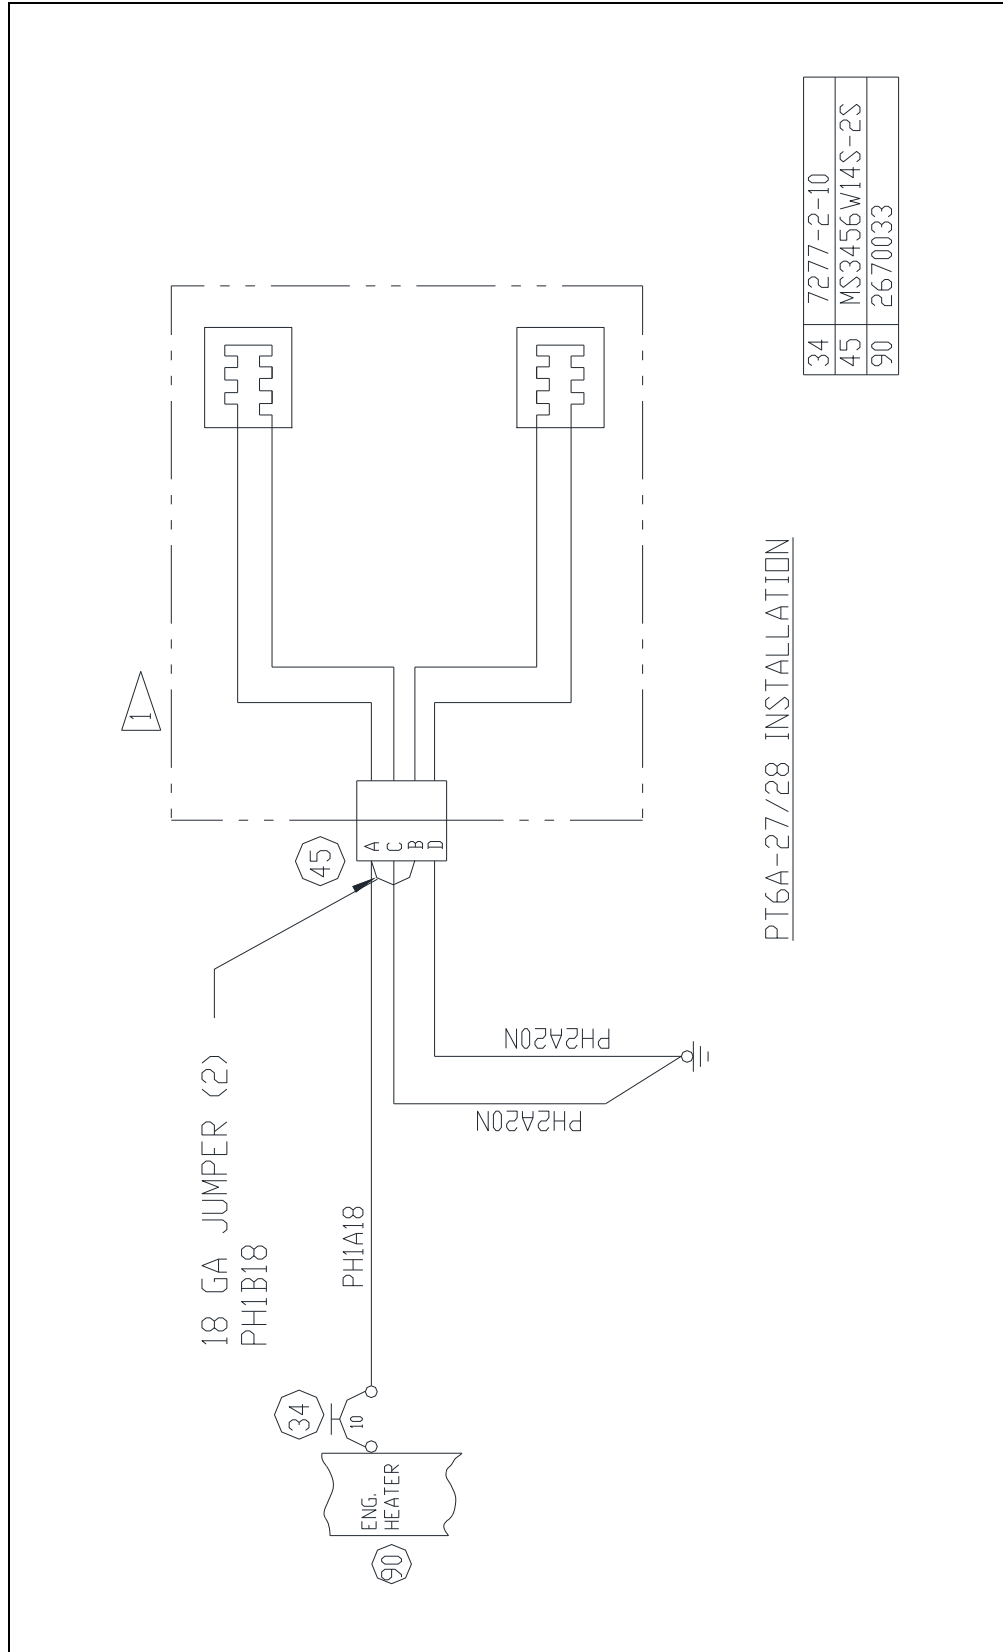 18 GA JUMPER (2)
PH1B18
1
45
34
10
PH1A18
90
ENG.
HEATER
A
C
B
D
PH2A20N
PH2A20N
PT6A-27/28 INSTALLATION
34 7277-2-10
45 MS3456W14S-2S
90 2670033